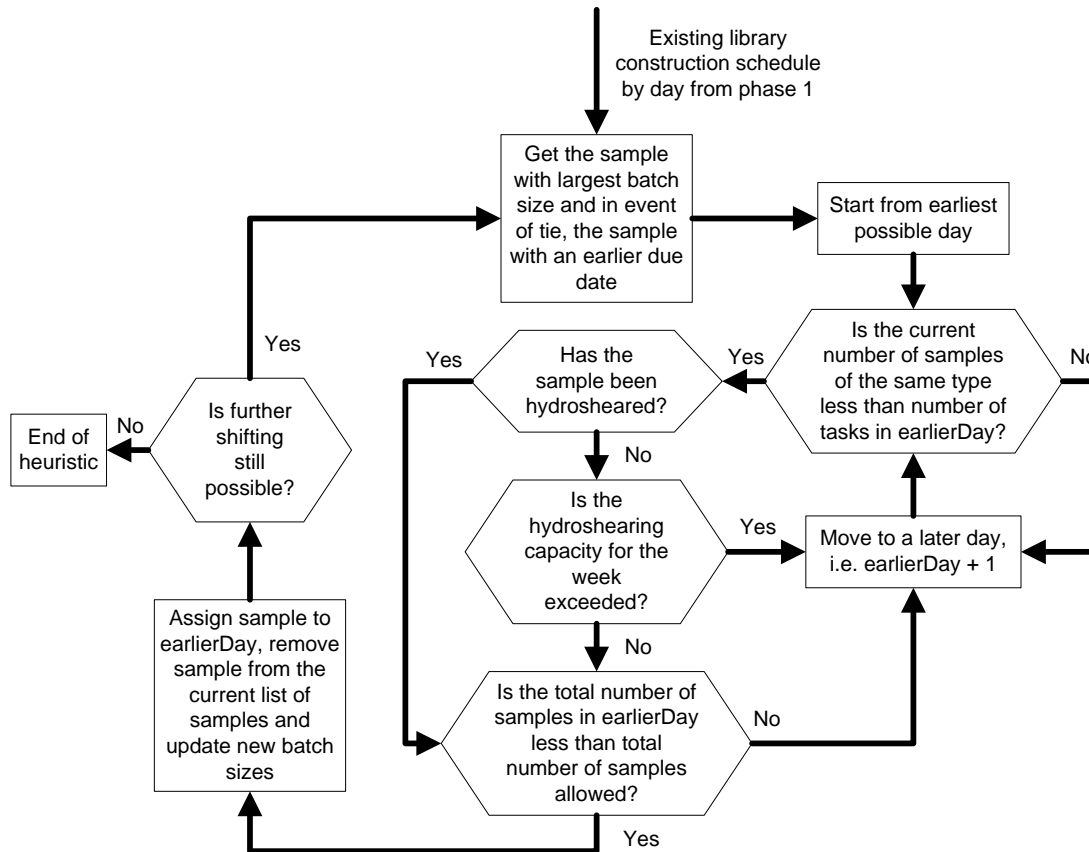 Existing library
construction schedule
by day from phase 1
Get the sample
with largest batch
size and in event
of tie, the sample
with an earlier due
date
Start from earliest
possible day
Is the current
number of samples
of the same type
less than number of
tasks in earlierDay?
No
Yes
Has the
sample been
hydrosheared?
Yes
No
Is the
hydroshearing
capacity for the
week
exceeded?
Yes
Move to a later day,
i.e. earlierDay + 1
No
Is the total number of
samples in earlierDay
less than total
number of samples
allowed?
No
Yes
Assign sample to
earlierDay, remove
sample from the
current list of
samples and
update new batch
sizes
Is further
shifting
still
possible?
Yes
No
End of
heuristic